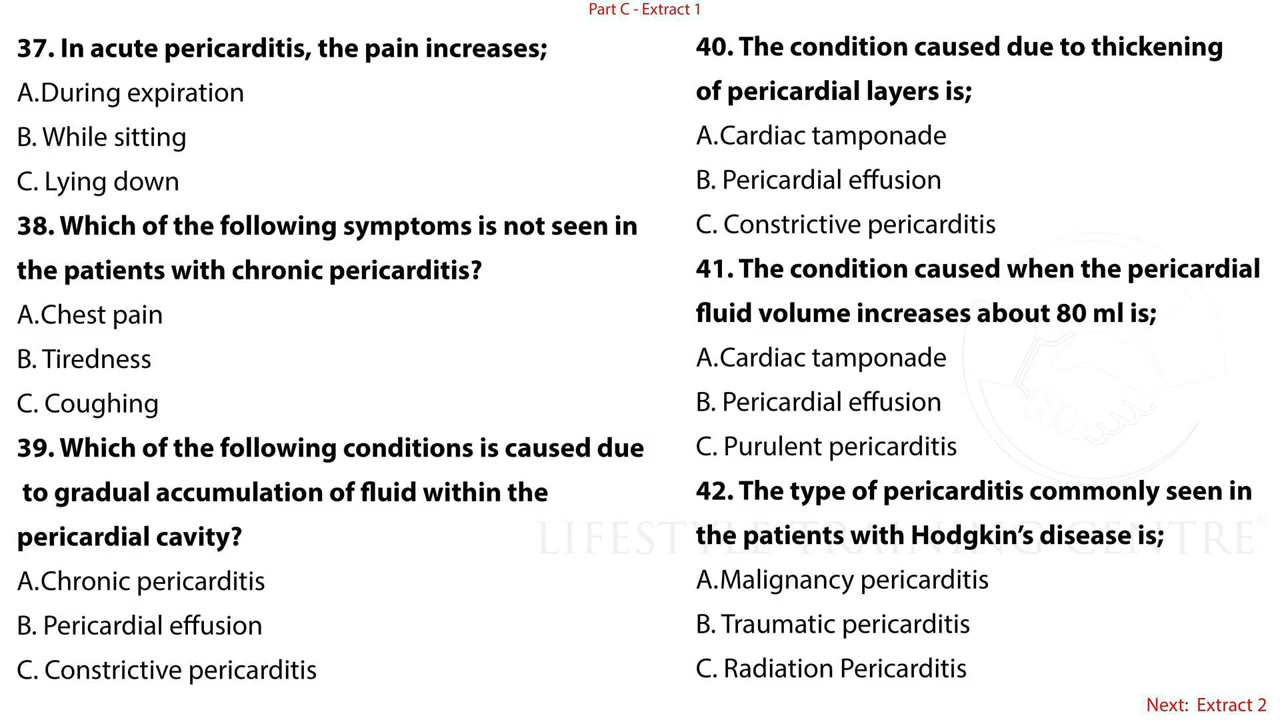 Part C - Extract 1
37. In acute pericarditis, the pain increases;
A.During expiration
B. While sitting
C. Lying down
38. Which of the following symptoms is not seen in
the patients with chronic pericarditis?
A.Chest pain
B. Tiredness
C. Coughing
39. Which of the following conditions is caused due
to gradual accumulation of fluid within the
pericardial cavity?
A.Chronic pericarditis
B. Pericardial effusion
C. Constrictive pericarditis
40. The condition caused due to thickening
of pericardial layers is;
A.Cardiac tamponade
B. Pericardial effusion
C. Constrictive pericarditis
41. The condition caused when the pericardial
fluid volume increases about 80 ml is;
A.Cardiac tamponade
B. Pericardial effusion
C. Purulent pericarditis
42. The type of pericarditis commonly seen in
the patients with Hodgkin’s disease is;
A.Malignancy pericarditis
B. Traumatic pericarditis
C. Radiation Pericarditis
LIFESTYLE TRAINING CENTRE®
Next: Extract 2